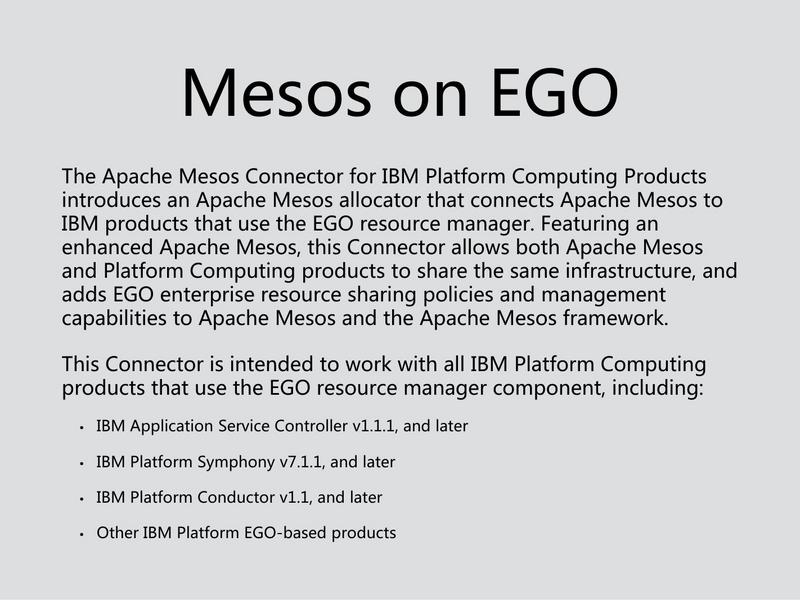 Mesos on EGO
The Apache Mesos Connector for IBM Platform Computing Products
introduces an Apache Mesos allocator that connects Apache Mesos to
IBM products that use the EGO resource manager. Featuring an
enhanced Apache Mesos, this Connector allows both Apache Mesos
and Platform Computing products to share the same infrastructure, and
adds EGO enterprise resource sharing policies and management
capabilities to Apache Mesos and the Apache Mesos framework.
This Connector is intended to work with all IBM Platform Computing
products that use the EGO resource manager component, including:
• IBM Application Service Controller v1.1.1, and later
• IBM Platform Symphony v7.1.1, and later
• IBM Platform Conductor v1.1, and later
• Other IBM Platform EGO-based products